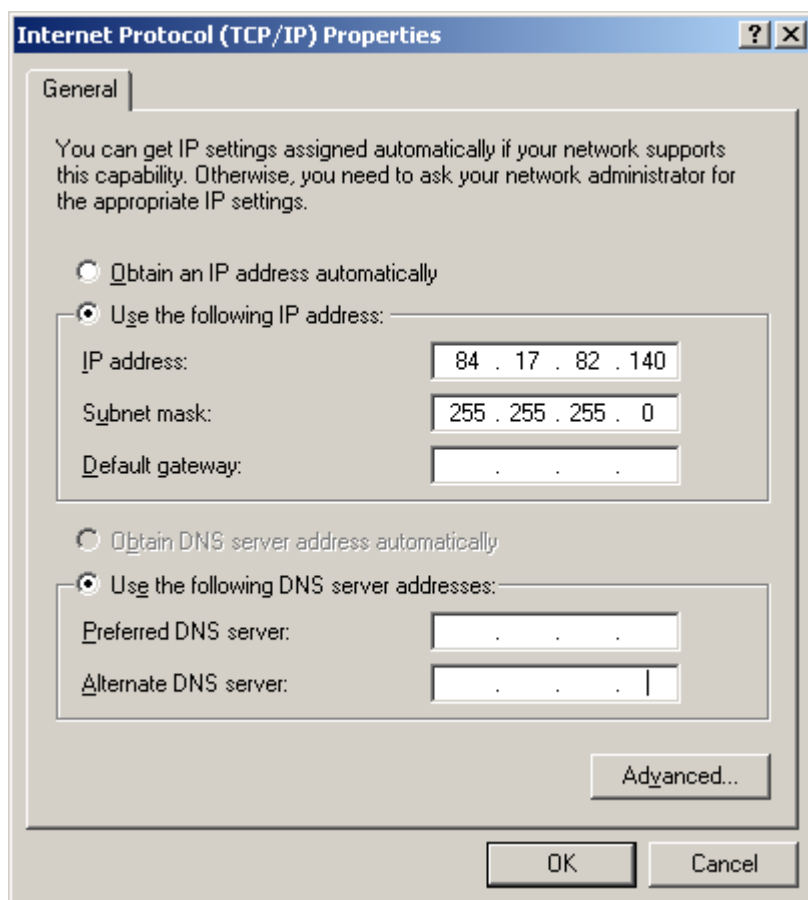 Internet Protocol (TCP/IP) Properties
General
You can get IP settings assigned automatically if your network supports
this capability. Otherwise, you need to ask your network administrator for
the appropriate IP settings.
Obtain an IP address automatically
Use the following IP address:
IP address: 84 . 17 . 82 . 140
Subnet mask: 255 . 255 . 255 . 0
Default gateway: . . .
Obtain DNS server address automatically
Use the following DNS server addresses:
Preferred DNS server: . . .
Alternate DNS server: . . .
Advanced...
OK Cancel